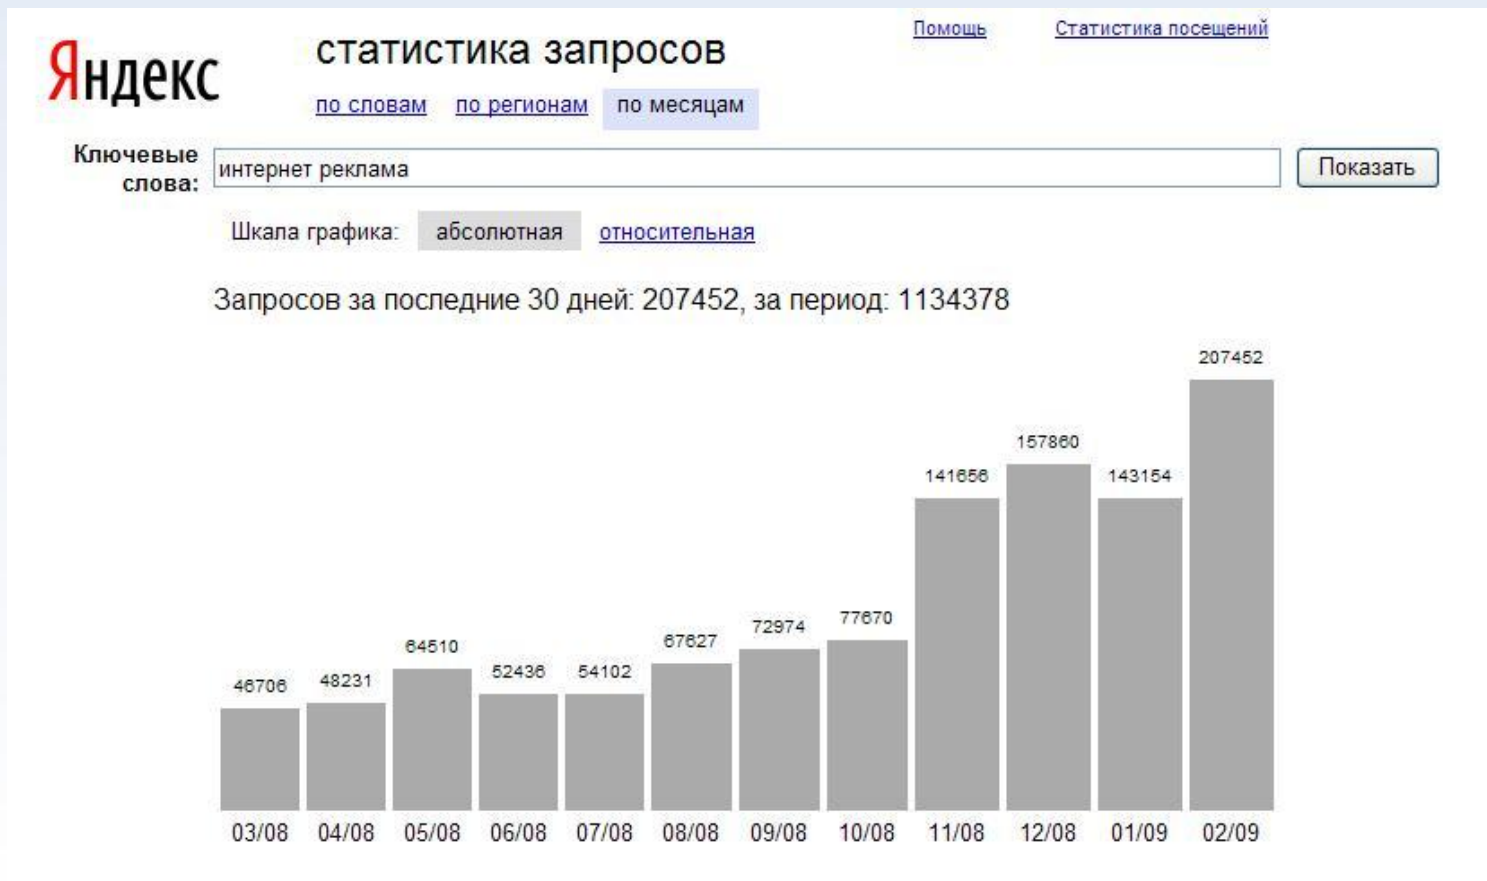 Помощь Статистика посещений
Яндекс статистика запросов
по словам по регионам по месяцам
Ключевые слова: интернет реклама Показать
Шкала графика: абсолютная относительная
Запросов за последние 30 дней: 207452, за период: 1134378
207452
157860
141656 143154
77670
72974
67627
64510
52436 54102
48231
46706
03/08 04/08 05/08 06/08 07/08 08/08 09/08 10/08 11/08 12/08 01/09 02/09